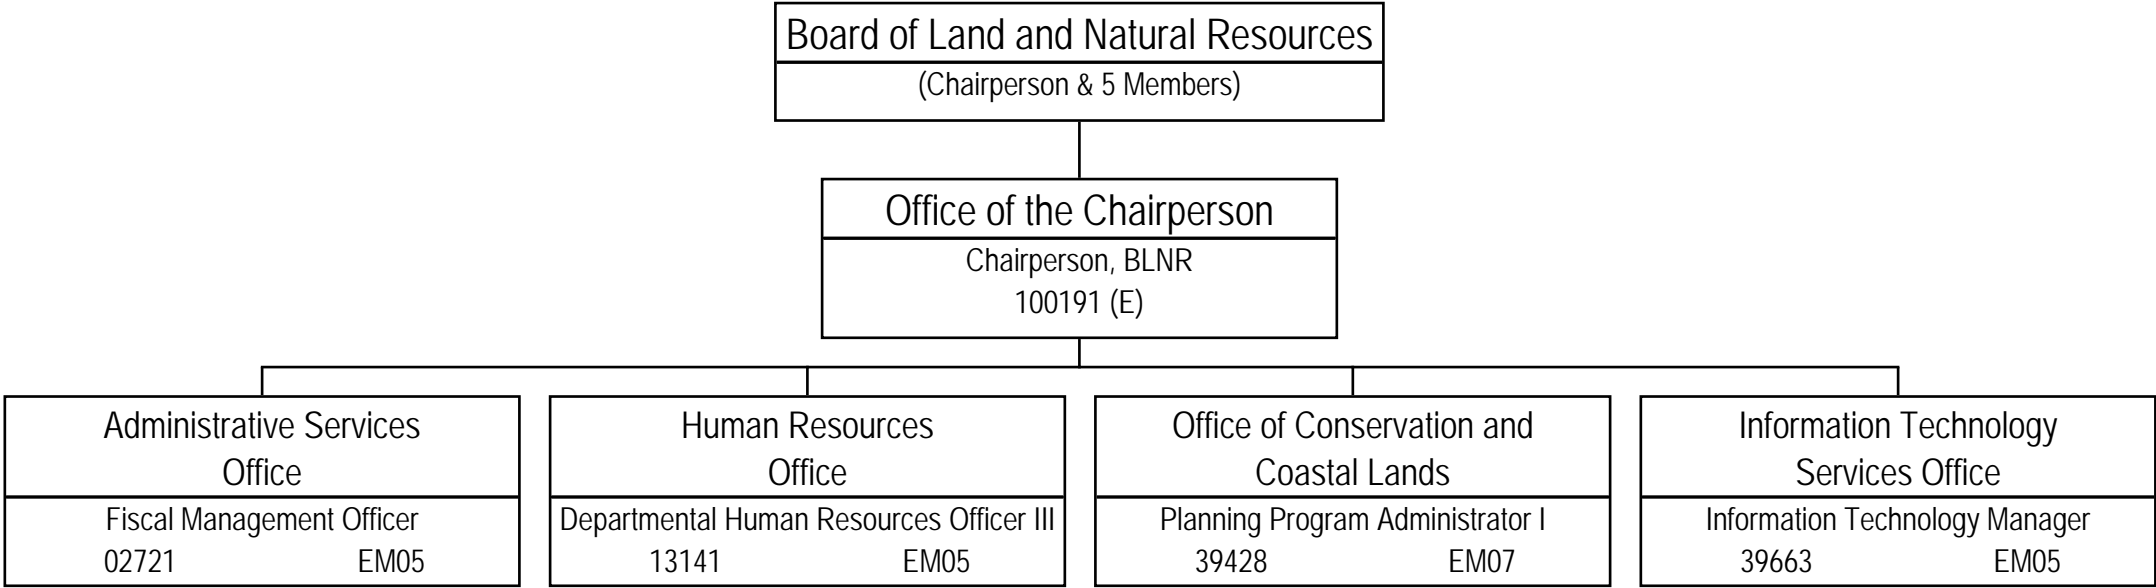 Board of Land and Natural Resources
(Chairperson & 5 Members)
Office of the Chairperson
Chairperson, BLNR
100191 (E)
Administrative Services
Office
Fiscal Management Officer
02721 EM05
Human Resources
Office
Departmental Human Resources Officer III
13141 EM05
Office of Conservation and
Coastal Lands
Planning Program Administrator I
39428 EM07
Information Technology
Services Office
Information Technology Manager
39663 EM05